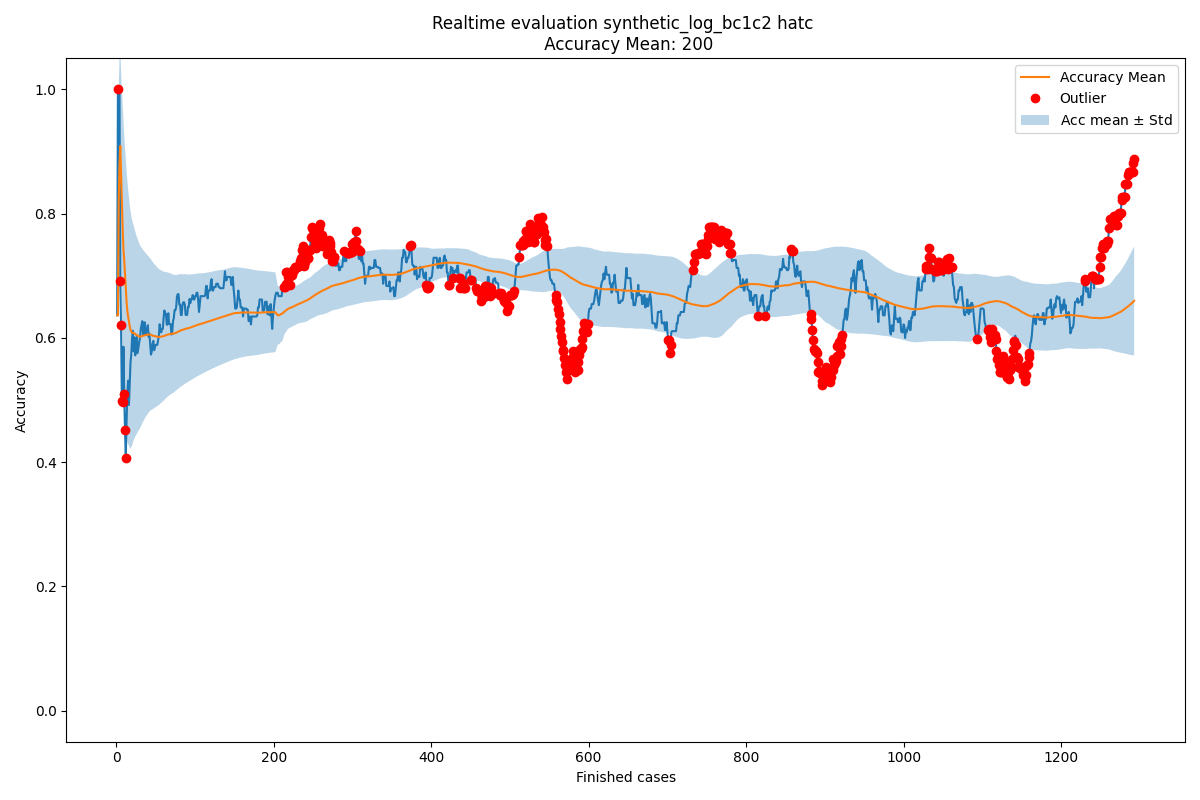 Realtime evaluation synthetic_log_bc1c2 hatc
Accuracy Mean: 200
Accuracy Mean
Outlier
Acc mean ± Std
1.0
0.8
0.6
0.4
0.2
0.0
Accuracy
0 200 400 600 800 1000 1200
Finished cases